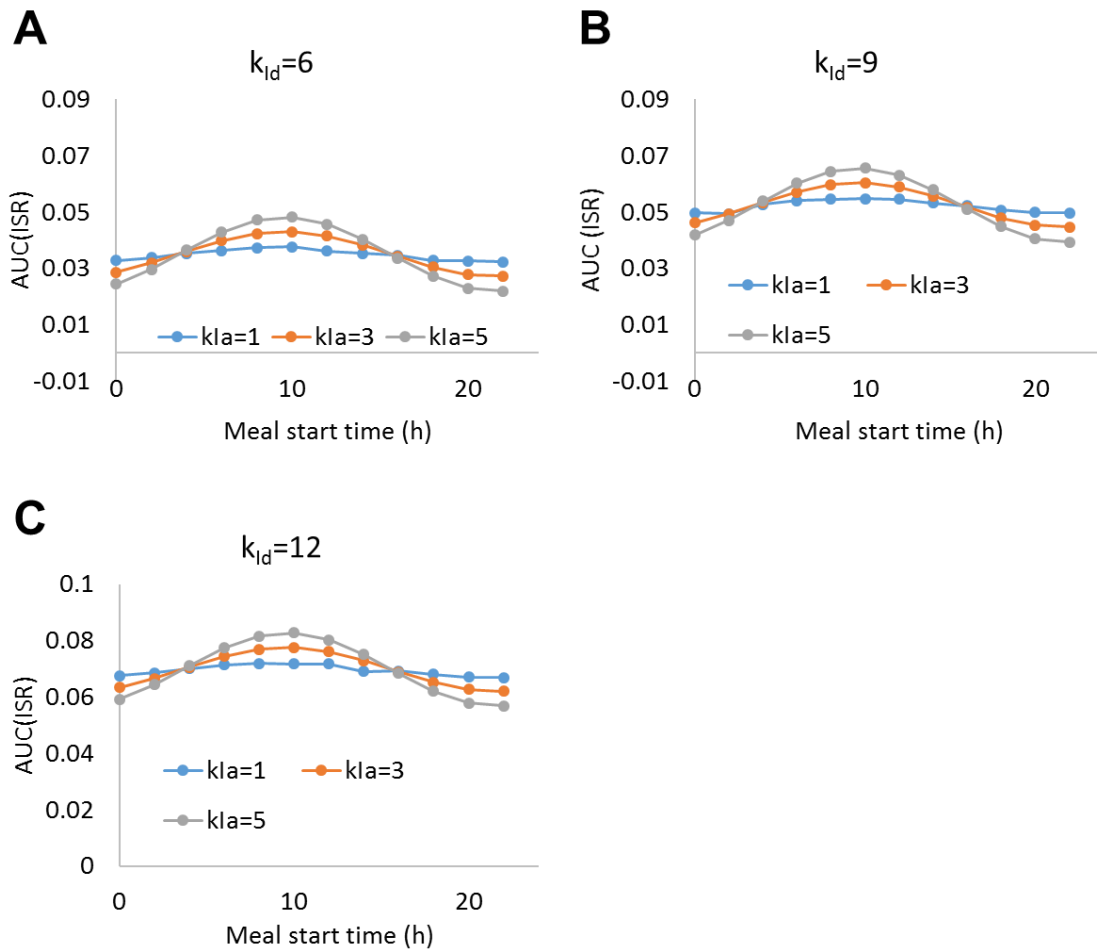 A
k_Id=6
0.09
0.07
0.05
0.03
0.01
-0.01
AUC(ISR)
kIa=1 kIa=3 kIa=5
0 10 20
Meal start time (h)
B
k_Id=9
0.09
0.07
0.05
0.03
0.01
-0.01
AUC (ISR)
kIa=1 kIa=3
kIa=5
0 10 20
Meal start time (h)
C
k_Id=12
0.1
0.08
0.06
0.04
0.02
0
AUC(ISR)
kIa=1 kIa=3
kIa=5
0 10 20
Meal start time (h)